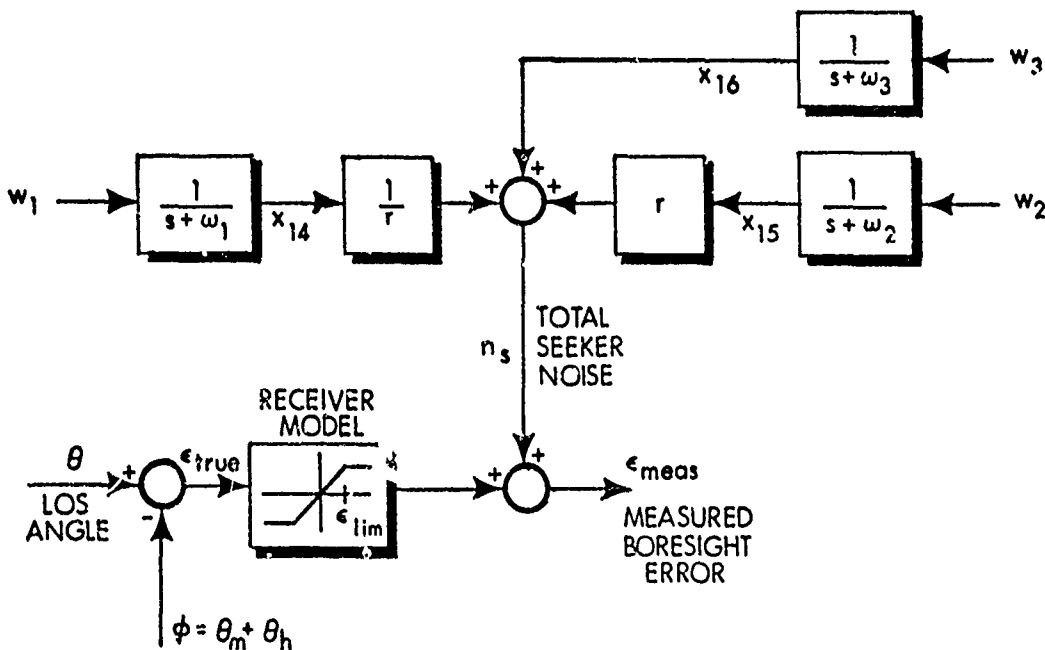 1
s + ω3
w3
x16
w1
1
s + ω1
x14
1
r
+ + +
r
x15
1
s + ω2
w2
TOTAL
SEEKER
NOISE
ns
RECEIVER
MODEL
θ
LOS
ANGLE
+
-
ϵtrue
ϵlim
+ +
ϵmeas
MEASURED
BORESIGHT
ERROR
ϕ = θm + θh